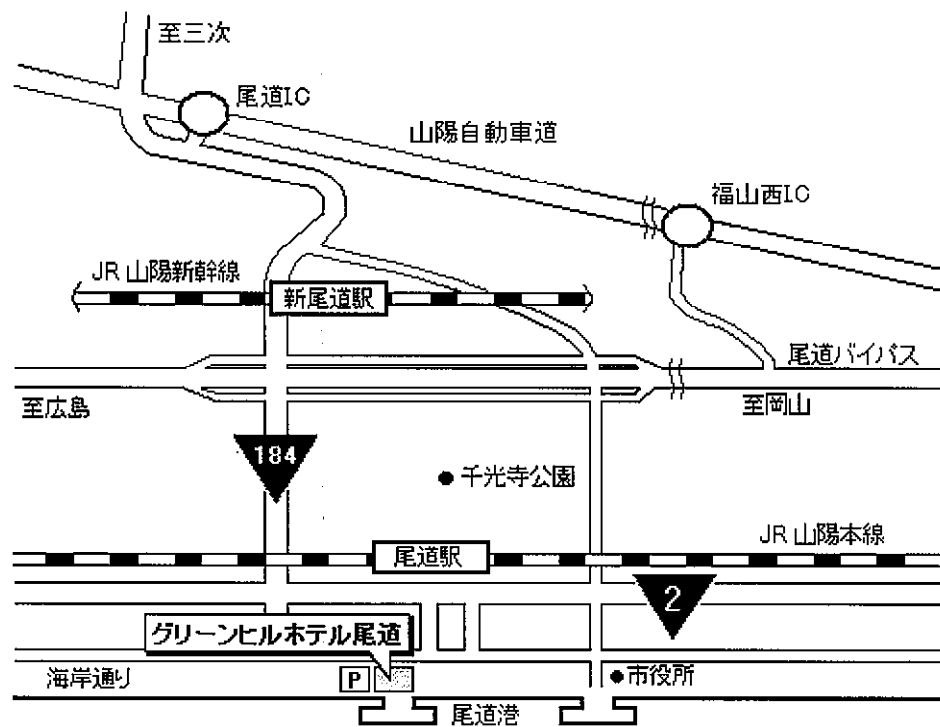 至三次
尾道IC
山陽自動車道
福山西IC
JR 山陽新幹線
新尾道駅
尾道バイパス
至広島
至岡山
184
千光寺公園
JR 山陽本線
尾道駅
2
グリーンヒルホテル尾道
海岸通り
P
市役所
尾道港